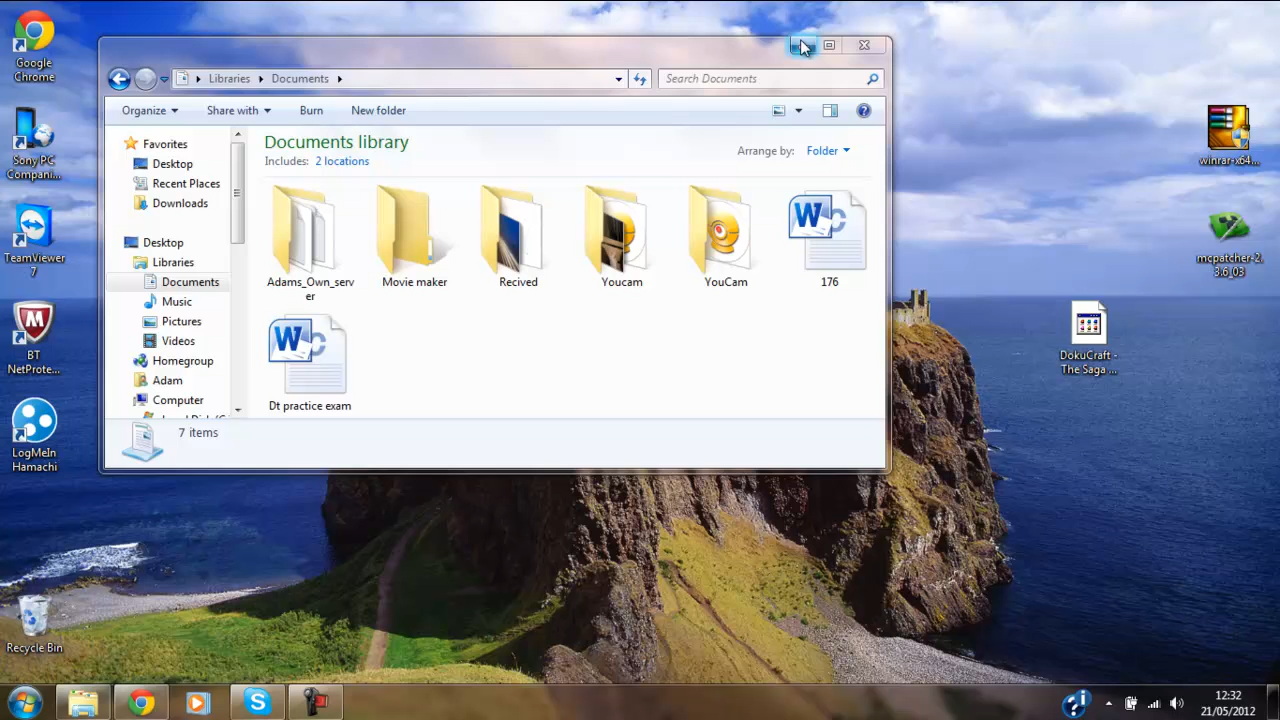 Google
Chrome
Sony PC
Compani...
TeamViewer
7
BT
NetProte...
LogMeIn
Hamachi
Recycle Bin
Libraries
Documents
Search Documents
Organize
Share with
Burn
New folder
Favorites
Desktop
Recent Places
Downloads
Desktop
Libraries
Documents
Music
Pictures
Videos
Homegroup
Adam
Computer
Documents library
Includes: 2 locations
Arrange by: Folder
Adams_Own_serv
er
Movie maker
Recived
Youcam
YouCam
176
Dt practice exam
7 items
winrar-x64...
mcpatcher-2.
3.6_03
DokuCraft -
The Saga ...
12:32
21/05/2012